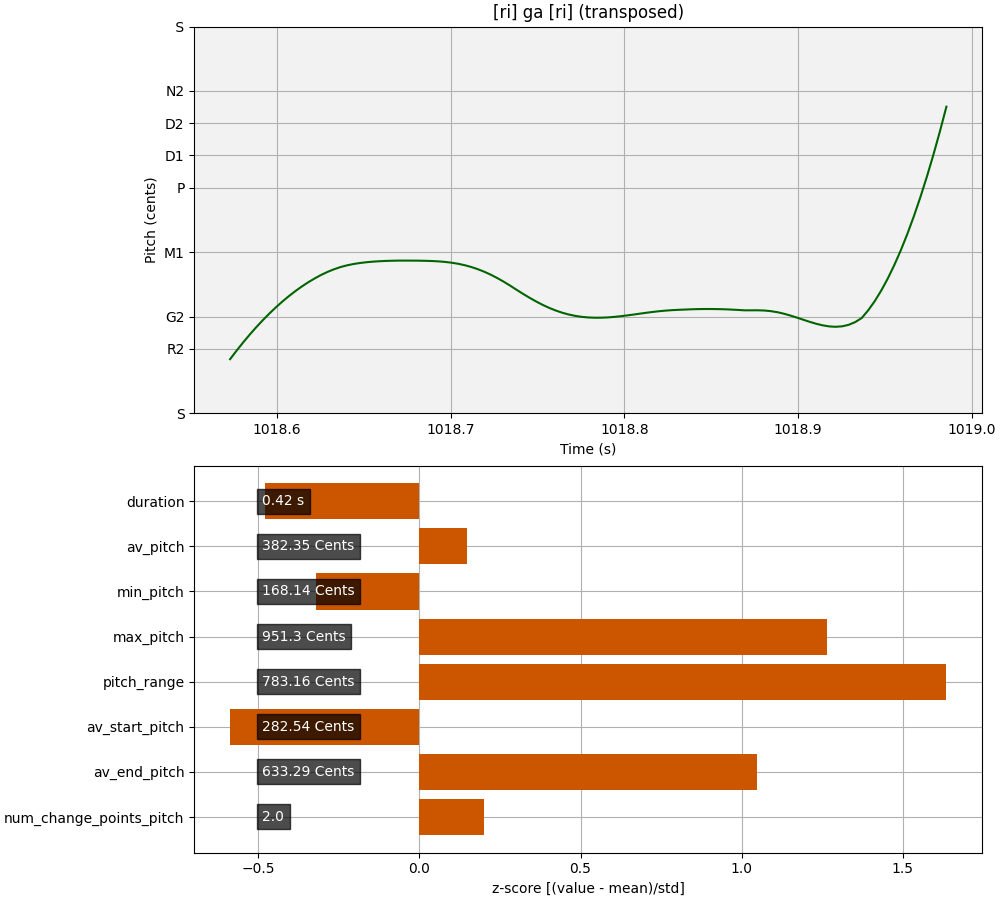 [ri] ga [ri] (transposed)
S
N2
D2
D1
P
M1
G2
R2
S
Pitch (cents)
1018.6 1018.7 1018.8 1018.9 1019.0
Time (s)
duration 0.42 s
av_pitch 382.35 Cents
min_pitch 168.14 Cents
max_pitch 951.3 Cents
pitch_range 783.16 Cents
av_start_pitch 282.54 Cents
av_end_pitch 633.29 Cents
num_change_points_pitch 2.0
−0.5 0.0 0.5 1.0 1.5
z-score [(value - mean)/std]